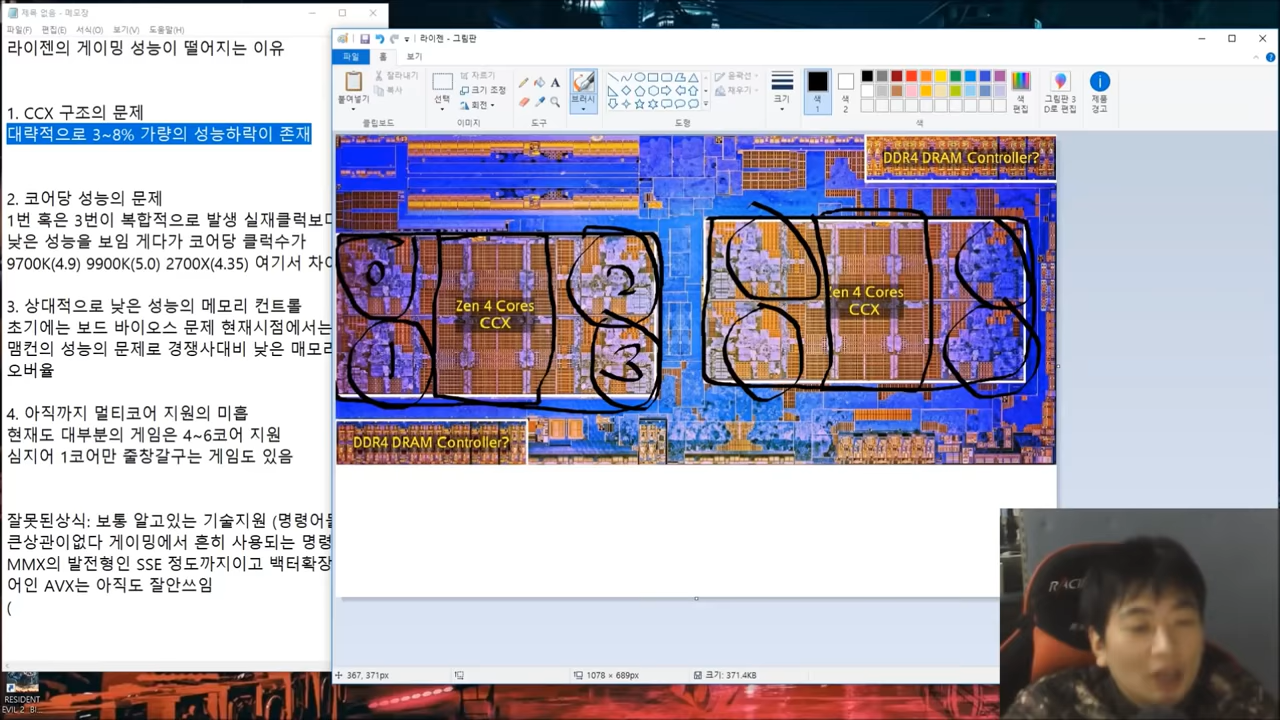 제목 없음 - 메모장
파일(F) 편집(E) 서식(O) 보기(V) 도움말(H)
라이젠의 게이밍 성능이 떨어지는 이유
1. CCX 구조의 문제
대략적으로 3~8% 가량의 성능하락이 존재
2. 코어당 성능의 문제
1번 혹은 3번이 복합적으로 발생 실재클럭보다
낮은 성능을 보임 게다가 코어당 클럭수가
9700K(4.9) 9900K(5.0) 2700X(4.35) 여기서 차이
3. 상대적으로 낮은 성능의 메모리 컨트롤
초기에는 보드 바이오스 문제 현재시점에서는
맴컨의 성능의 문제로 경쟁사대비 낮은 매모리
오버율
4. 아직까지 멀티코어 지원의 미흡
현재도 대부분의 게임은 4~6코어 지원
심지어 1코어만 줄창갈구는 게임도 있음
잘못된상식: 보통 알고있는 기술지원 (명령어들
큰상관이없다 게이밍에서 흔히 사용되는 명령
MMX의 발전형인 SSE 정도까지이고 백터확장
어인 AVX는 아직도 잘안쓰임
(
RESIDENT
EVIL 2
라이젠 - 그림판
파일 홈 보기
붙여넣기
잘라내기
복사
클립보드
선택
자르기
크기 조정
회전
이미지
도구
브러시
윤곽선
채우기
도형
크기
색
1
색
2
색
편집
색
그림판 3
D로 편집
제품
경고
DDR4 DRAM Controller?
0
1
2
3
Zen 4 Cores
CCX
Zen 4 Cores
CCX
DDR4 DRAM Controller?
367, 371px
1078 × 689px
크기: 371.4KB